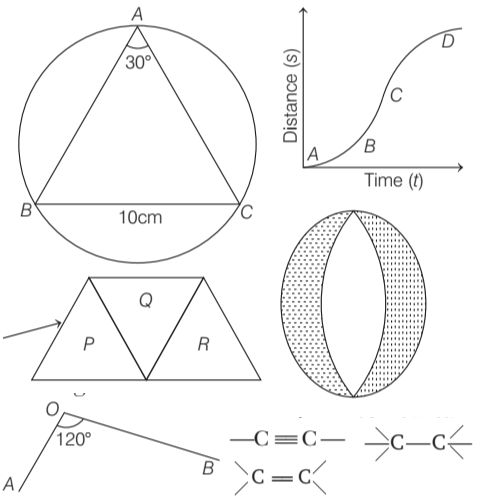 A
30°
B
10cm
C
Distance (s)
D
C
B
A
Time (t)
Q
P
R
O
120°
A
B
—C≡C—
C—C
C=C